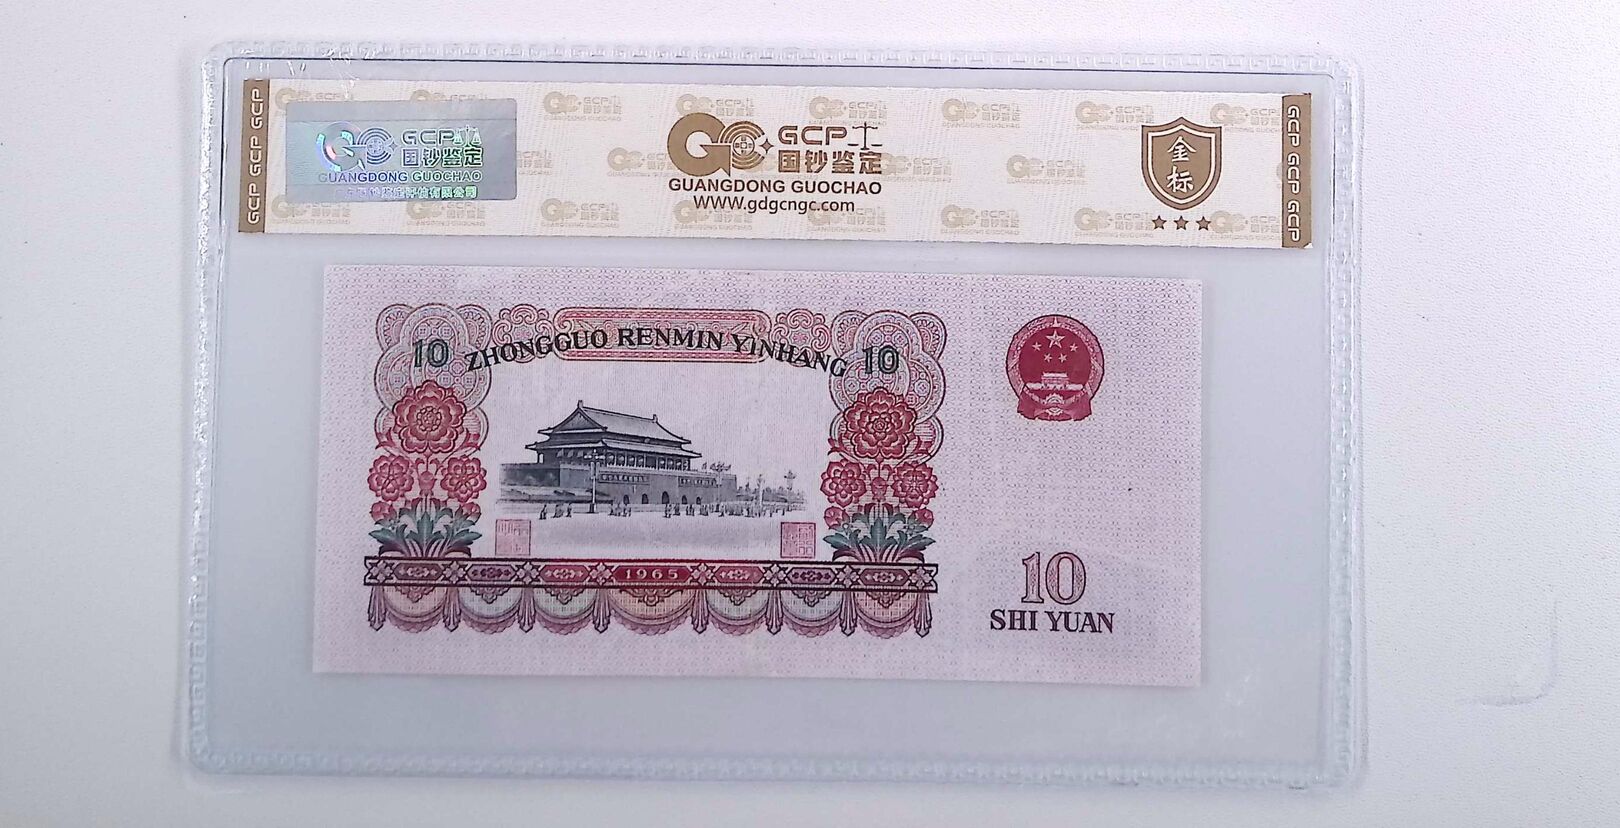 GCP GCP GCP
GCP
国钞鉴定
GUANGDONG GUOCHAO
GCP
国钞鉴定
GUANGDONG GUOCHAO
WWW.gdgcngc.com
金
标
GCP GCP GCP
10 ZHONGGUO RENMIN YINHANG 10
1965
10
SHI YUAN